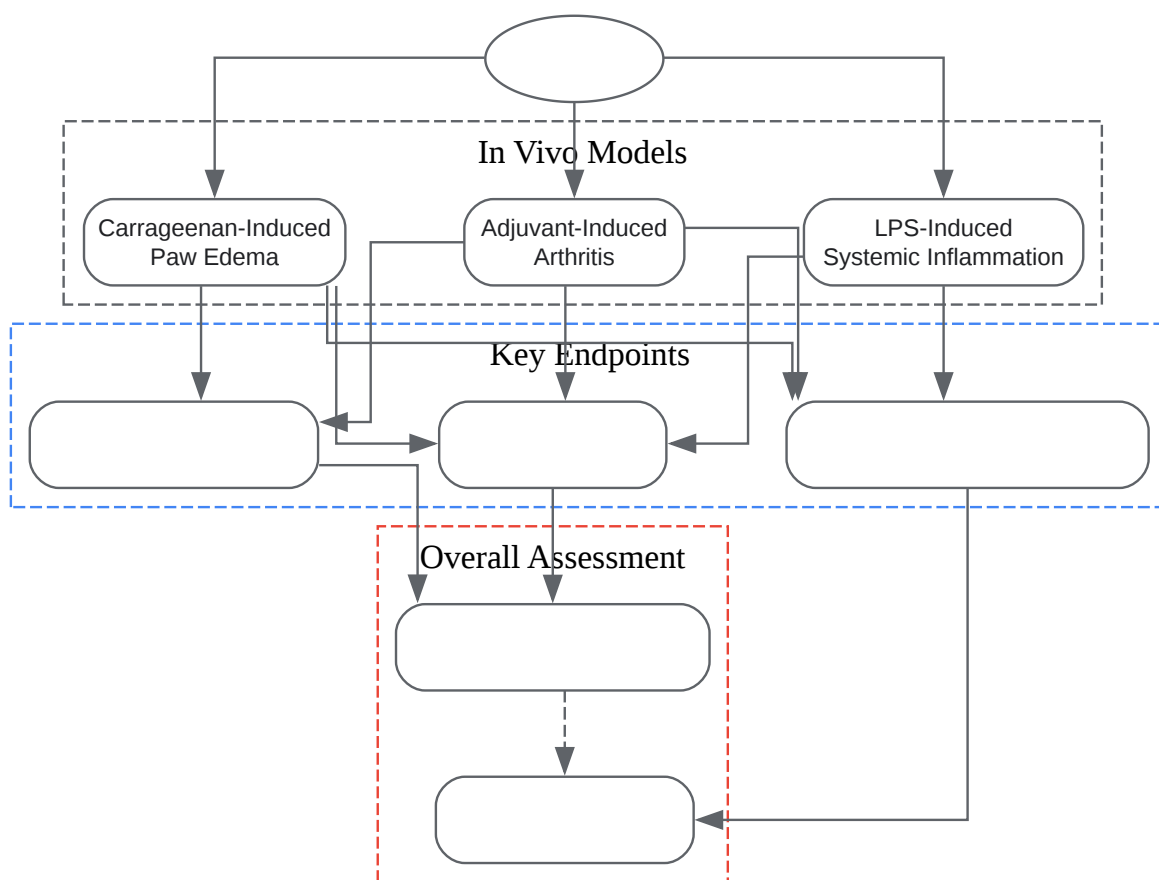 In Vivo Models
Carrageenan-Induced
Paw Edema
Adjuvant-Induced
Arthritis
LPS-Induced
Systemic Inflammation
Key Endpoints
Overall Assessment